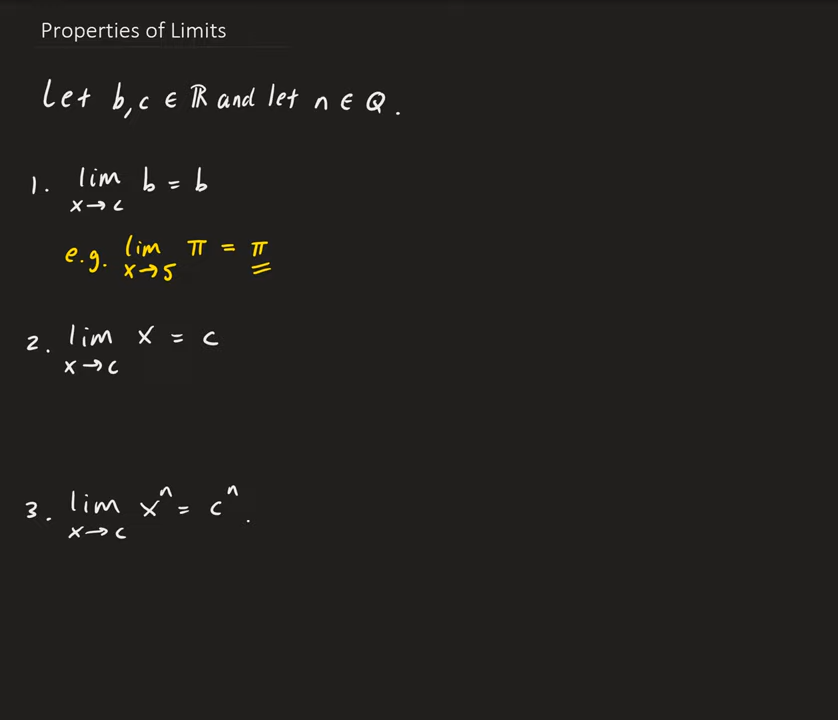 Properties of Limits
Let b, c ∈ ℝ and let n ∈ Q.
1. lim b = b
x→c
e.g. lim π = π
x→5
2. lim x = c
x→c
3. lim xⁿ = cⁿ.
x→c